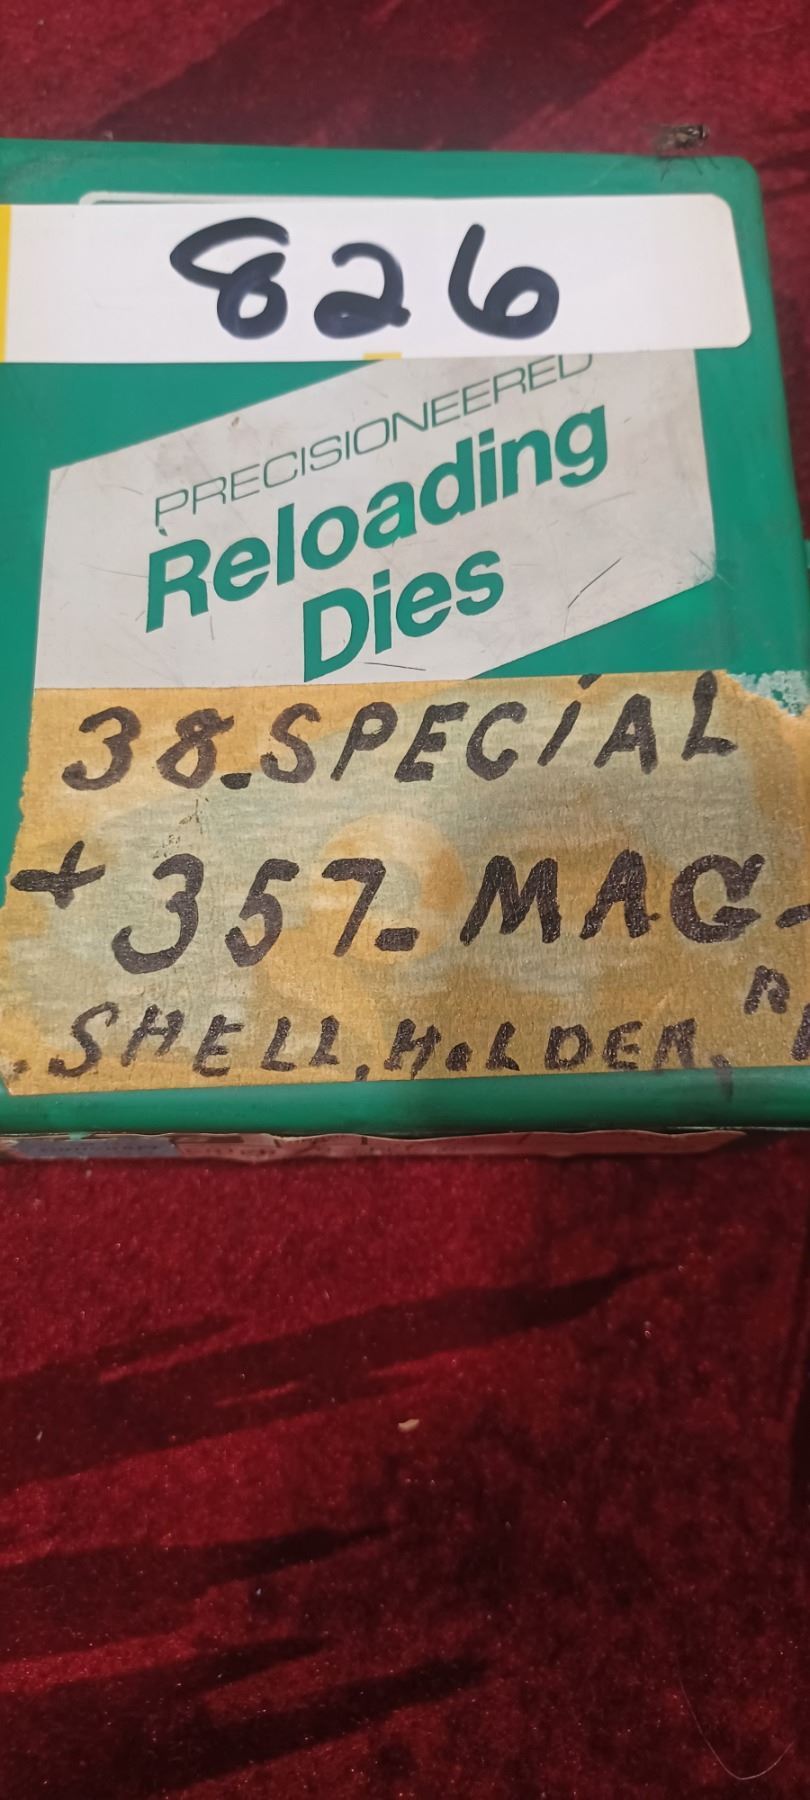 826
PRECISIONEERED
Reloading
Dies
38.SPECIAL
+357.MAG-
.SHELL.HOLDER.